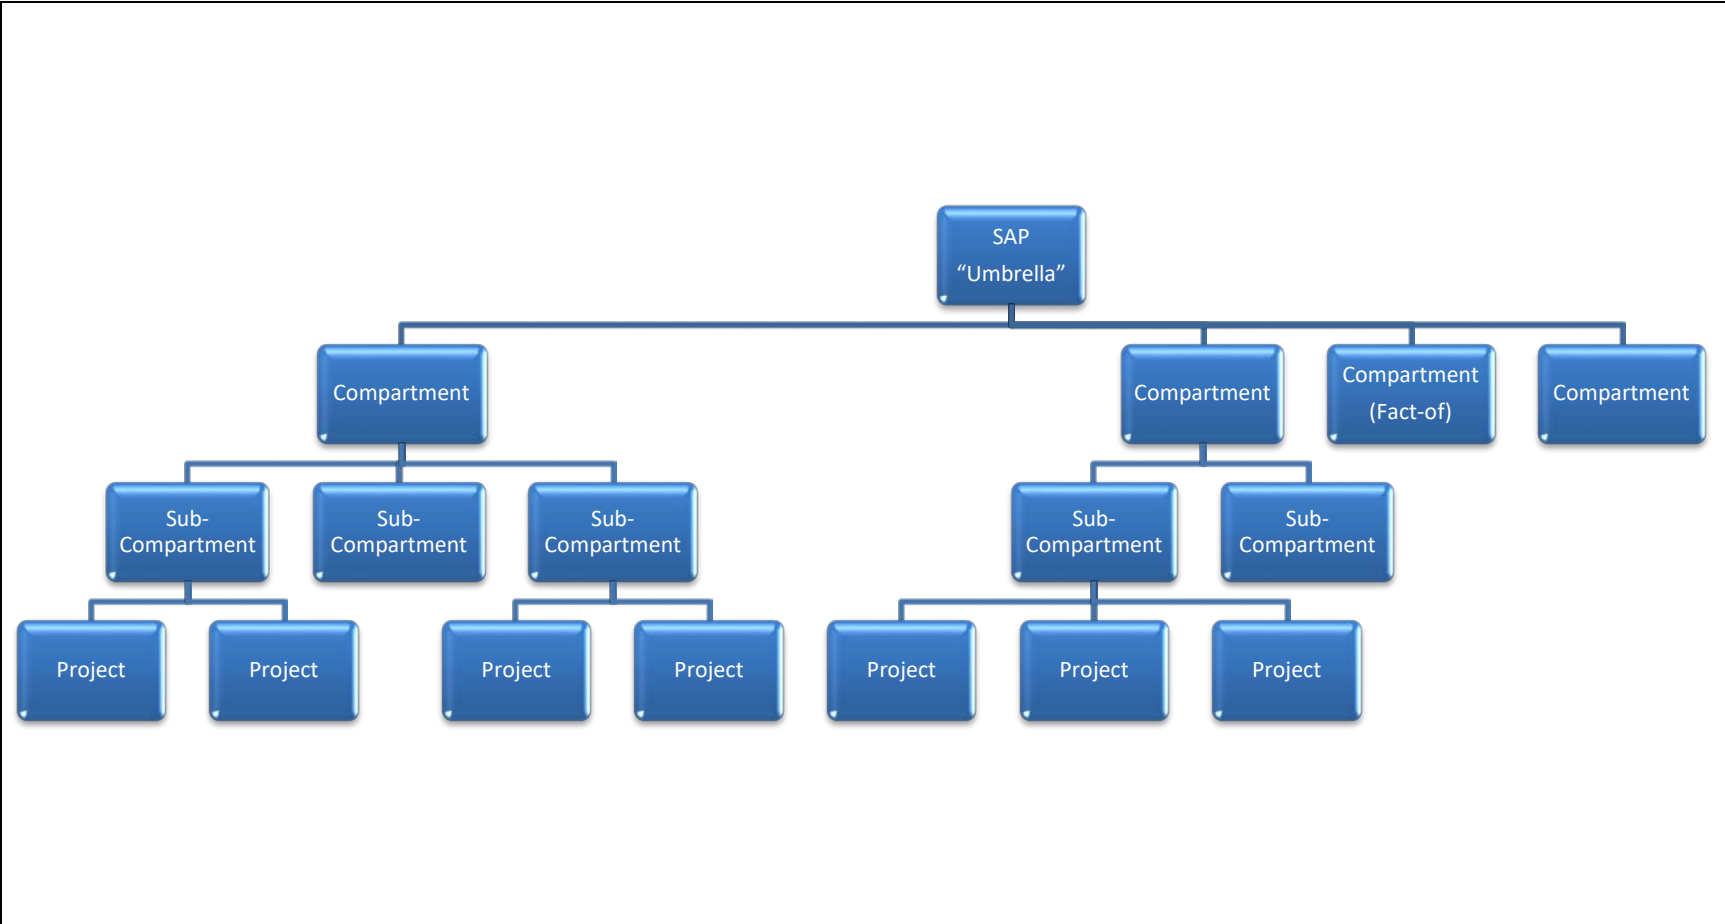 SAP
“Umbrella”
Compartment
Compartment
Compartment
(Fact-of)
Compartment
Sub-
Compartment
Sub-
Compartment
Sub-
Compartment
Sub-
Compartment
Sub-
Compartment
Project
Project
Project
Project
Project
Project
Project